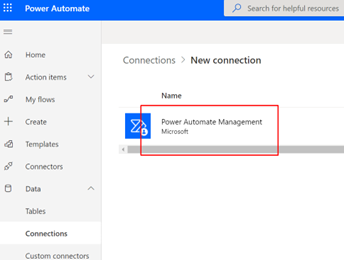 Power Automate
Search for helpful resources
Home
Action items
My flows
Create
Templates
Connectors
Data
Tables
Connections
Custom connectors
Connections > New connection
Name
Power Automate Management
Microsoft